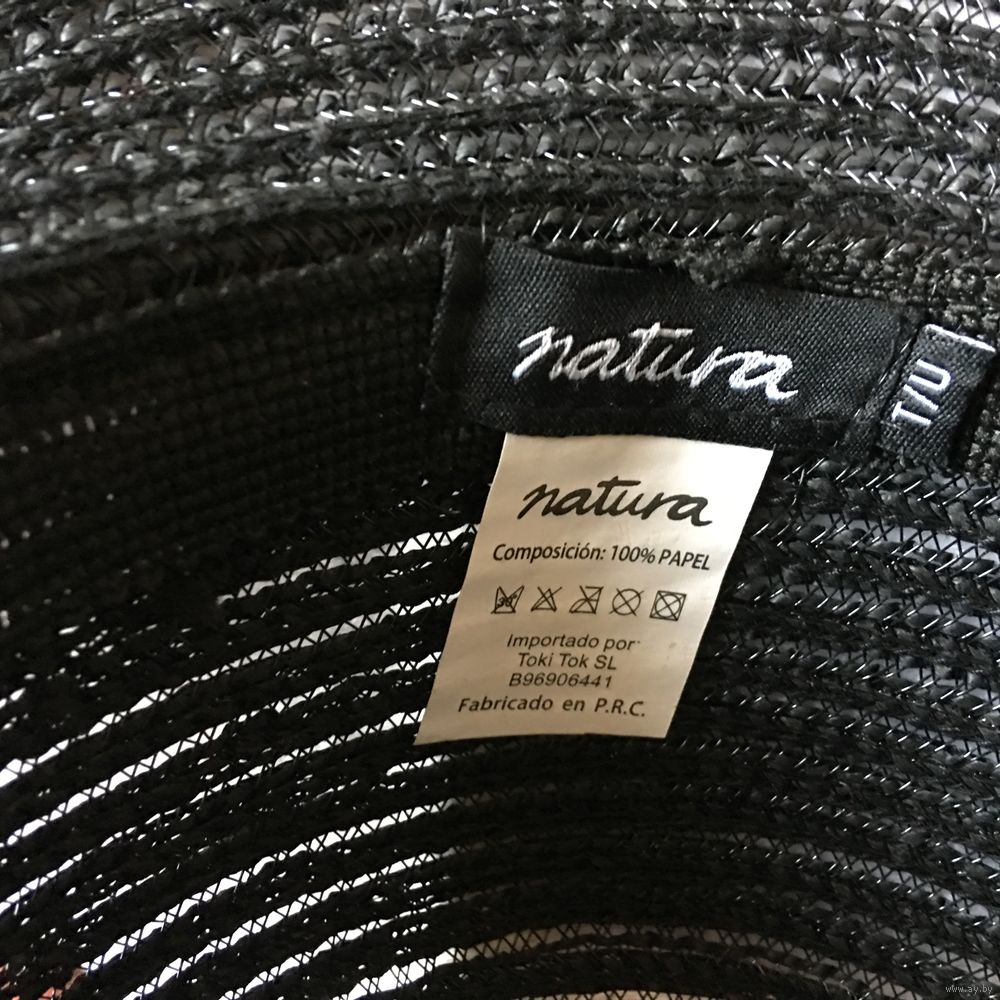 natura
T/U
natura
Composición: 100% PAPEL
Importado por
Toki Tok SL
B96906441
Fabricado en P.R.C.
www.ay.by